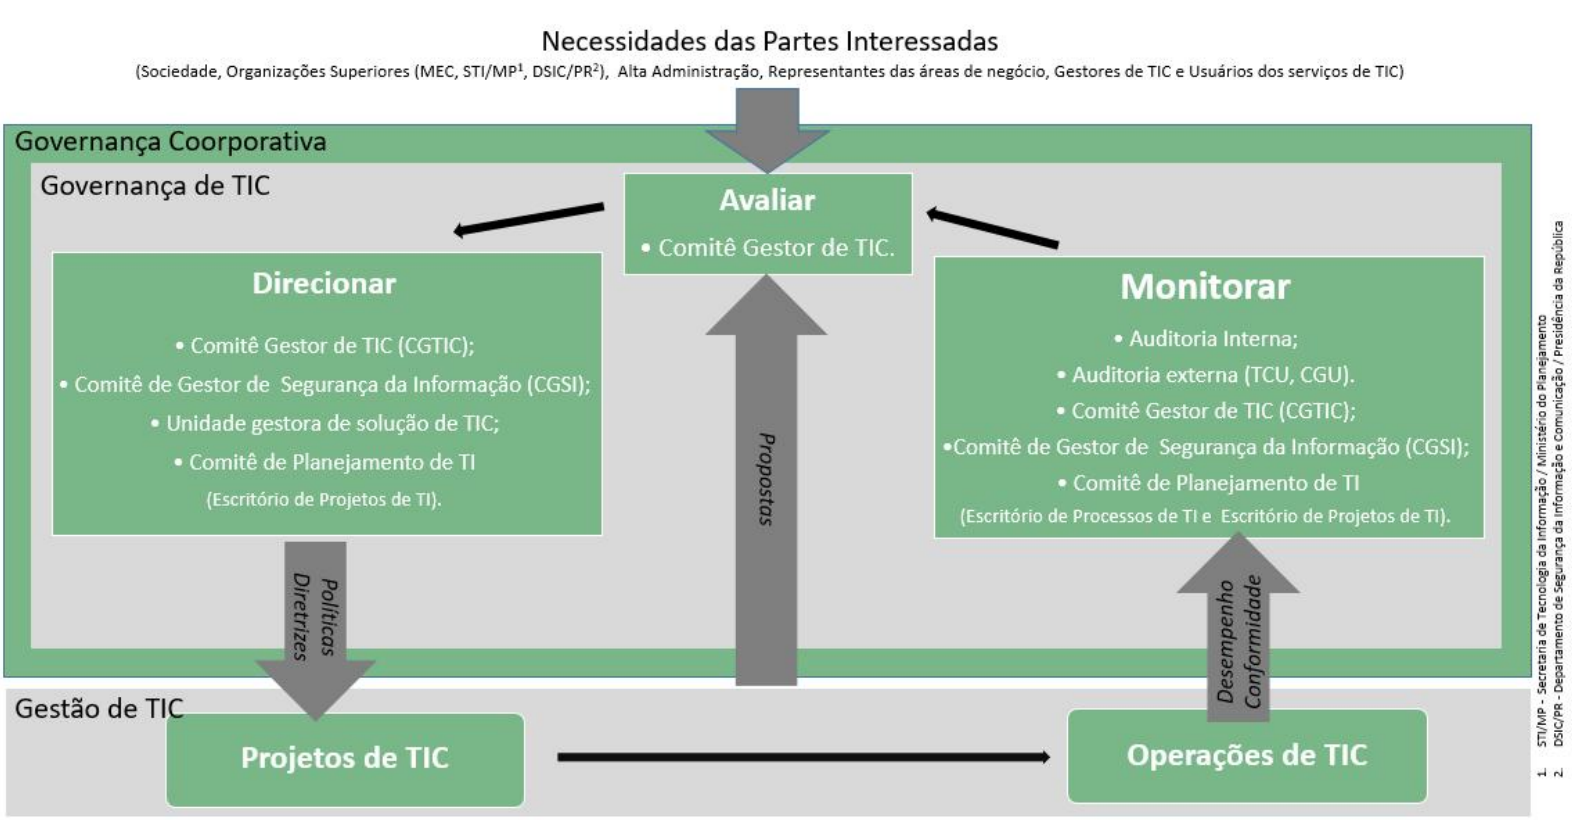 Necessidades das Partes Interessadas
(Sociedade, Organizações Superiores (MEC, STI/MP¹, DSIC/PR²), Alta Administração, Representantes das áreas de negócio, Gestores de TIC e Usuários dos serviços de TIC)
Governança Coorporativa
Governança de TIC
Avaliar
• Comitê Gestor de TIC.
Direcionar
• Comitê Gestor de TIC (CGTIC);
• Comitê de Gestor de Segurança da Informação (CGSI);
• Unidade gestora de solução de TIC;
• Comitê de Planejamento de TI
(Escritório de Projetos de TI).
Monitorar
• Auditoria Interna;
• Auditoria externa (TCU, CGU).
• Comitê Gestor de TIC (CGTIC);
•Comitê de Gestor de Segurança da Informação (CGSI);
• Comitê de Planejamento de TI
(Escritório de Processos de TI e Escritório de Projetos de TI).
Políticas
Diretrizes
Propostas
Desempenho
Conformidade
Gestão de TIC
Projetos de TIC
Operações de TIC
1. STI/MP - Secretaria de Tecnologia da Informação / Ministério do Planejamento
2. DSIC/PR - Departamento de Segurança da Informação e Comunicação / Presidência da República